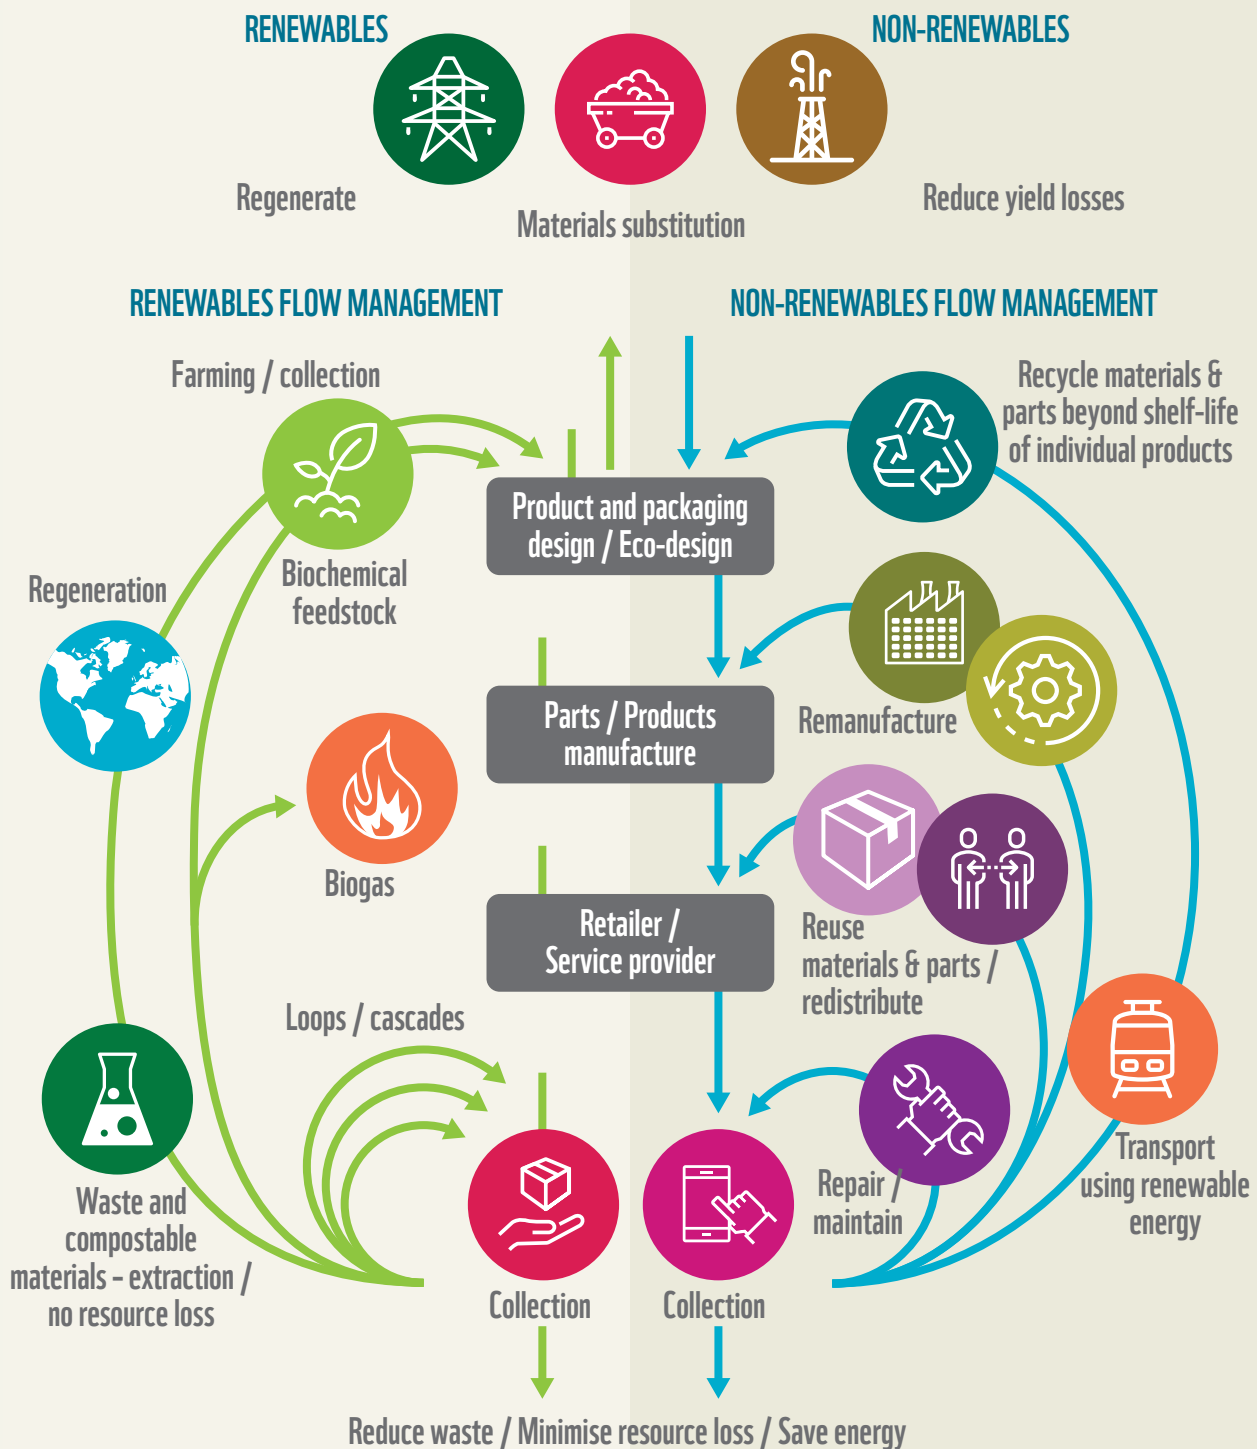 RENEWABLES
NON-RENEWABLES
Regenerate
Materials substitution
Reduce yield losses
RENEWABLES FLOW MANAGEMENT
NON-RENEWABLES FLOW MANAGEMENT
Farming / collection
Recycle materials &
parts beyond shelf-life
of individual products
Product and packaging
design / Eco-design
Biochemical
feedstock
Regeneration
Parts / Products
manufacture
Remanufacture
Biogas
Retailer /
Service provider
Reuse
materials & parts /
redistribute
Loops / cascades
Waste and
compostable
materials – extraction /
no resource loss
Repair /
maintain
Transport
using renewable
energy
Collection
Collection
Reduce waste / Minimise resource loss / Save energy